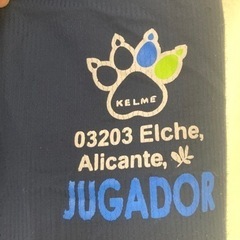 KELME
03203 Elche,
Alicante,
JUGADOR